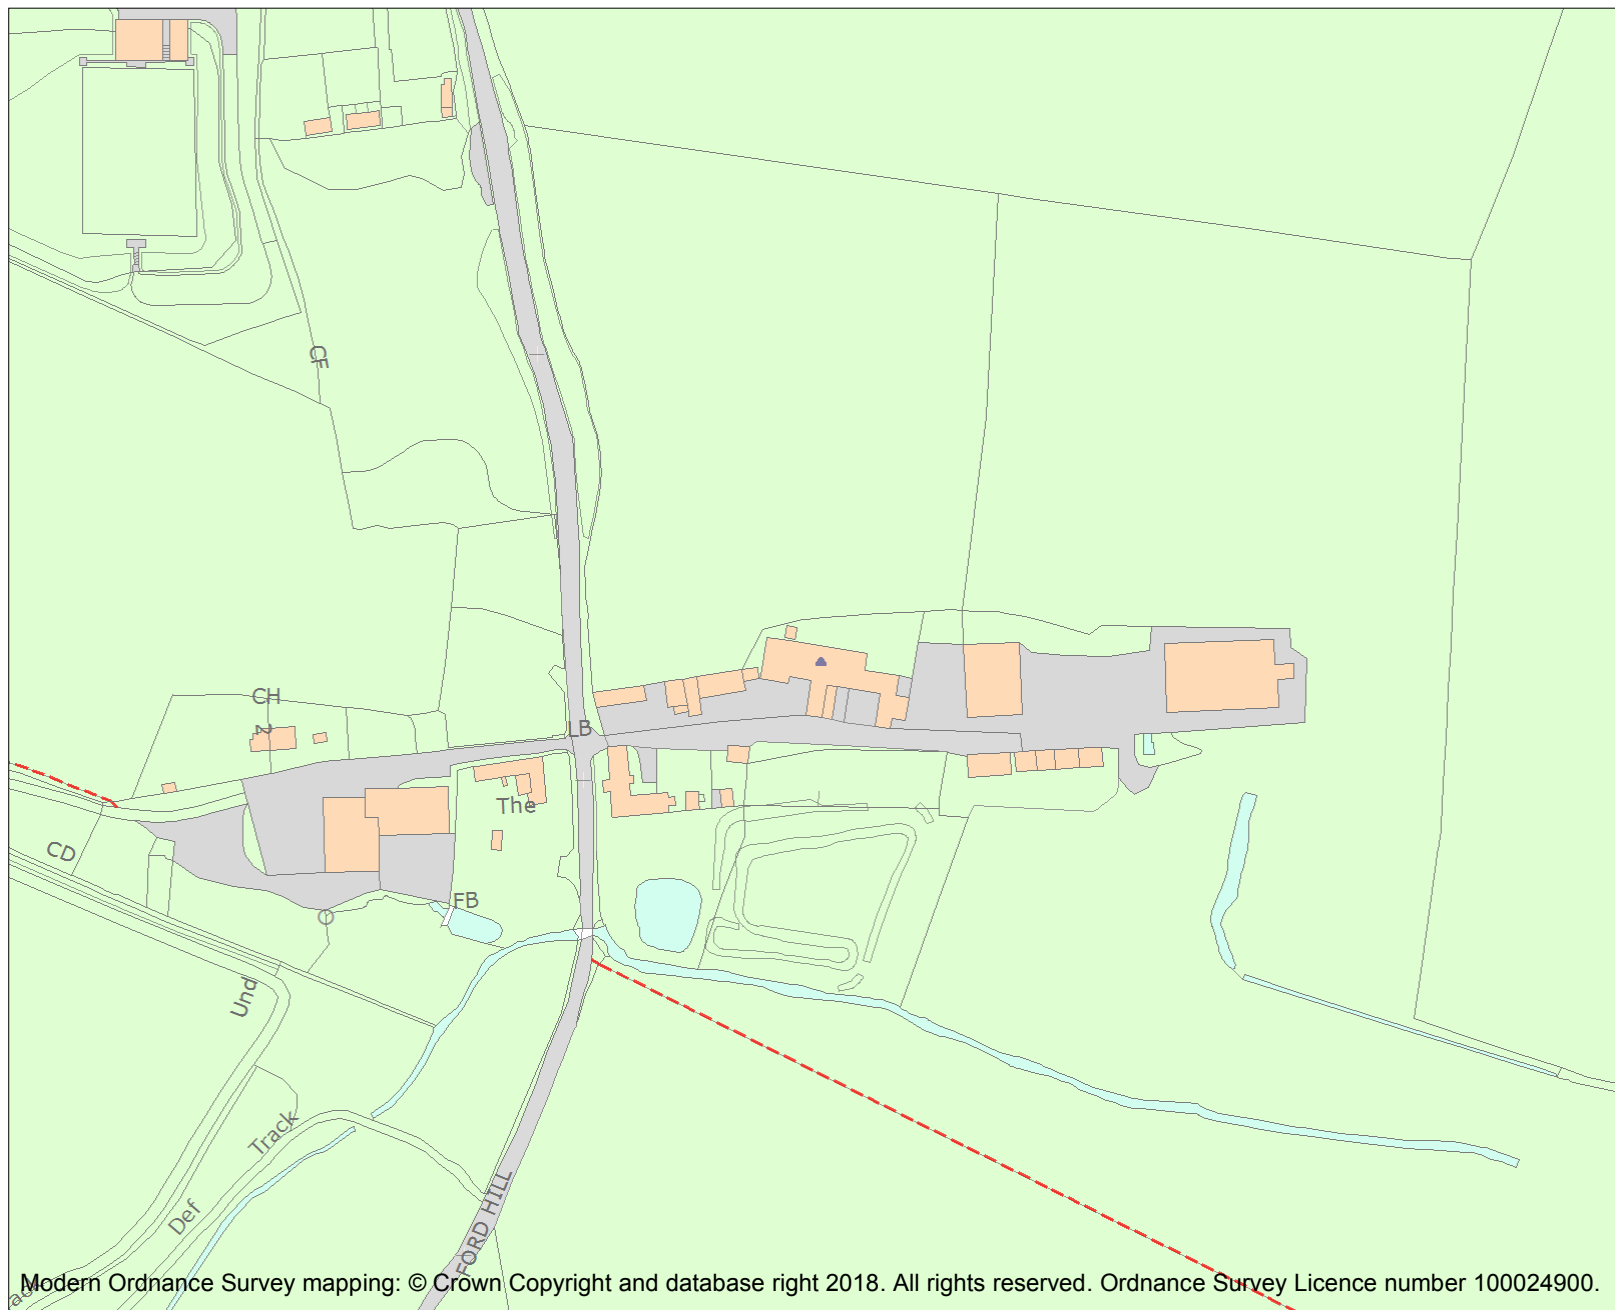 CF
CH
2
LB
The
CD
FB
Und
Track
Def
FORD HILL
Modern Ordnance Survey mapping: © Crown Copyright and database right 2018. All rights reserved. Ordnance Survey Licence number 100024900.